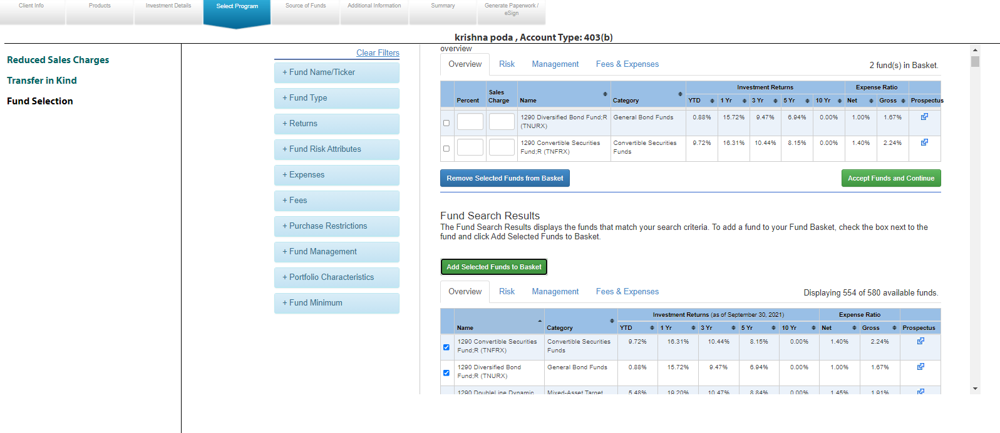 Client Info
Products
Investment Details
Select Program
Source of Funds
Additional Information
Summary
Generate Paperwork /
eSign
krishna poda , Account Type: 403(b)
Reduced Sales Charges
Transfer in Kind
Fund Selection
Clear Filters
+ Fund Name/Ticker
+ Fund Type
+ Returns
+ Fund Risk Attributes
+ Expenses
+ Fees
+ Purchase Restrictions
+ Fund Management
+ Portfolio Characteristics
+ Fund Minimum
overview
Overview Risk Management Fees & Expenses
2 fund(s) in Basket.
Investment Returns Expense Ratio
Sales
Percent Charge Name Category YTD 1 Yr 3 Yr 5 Yr 10 Yr Net Gross Prospectus
1290 Diversified Bond Fund;R General Bond Funds 0.88% 15.72% 9.47% 6.94% 0.00% 1.00% 1.67%
(TNURX)
1290 Convertible Securities Convertible Securities 9.72% 16.31% 10.44% 8.15% 0.00% 1.40% 2.24%
Fund;R (TNFRX) Funds
Remove Selected Funds from Basket
Accept Funds and Continue
Fund Search Results
The Fund Search Results displays the funds that match your search criteria. To add a fund to your Fund Basket, check the box next to the
fund and click Add Selected Funds to Basket.
Add Selected Funds to Basket
Overview Risk Management Fees & Expenses
Displaying 554 of 580 available funds.
Investment Returns (as of September 30, 2021) Expense Ratio
Name Category YTD 1 Yr 3 Yr 5 Yr 10 Yr Net Gross Prospectus
1290 Convertible Securities Convertible Securities 9.72% 16.31% 10.44% 8.15% 0.00% 1.40% 2.24%
Fund;R (TNFRX) Funds
1290 Diversified Bond General Bond Funds 0.88% 15.72% 9.47% 6.94% 0.00% 1.00% 1.67%
Fund;R (TNURX)
1290 DoubleLine Dynamic Mixed-Asset Target 5.48% 19.20% 10.47% 8.84% 0.00% 1.45% 1.91%